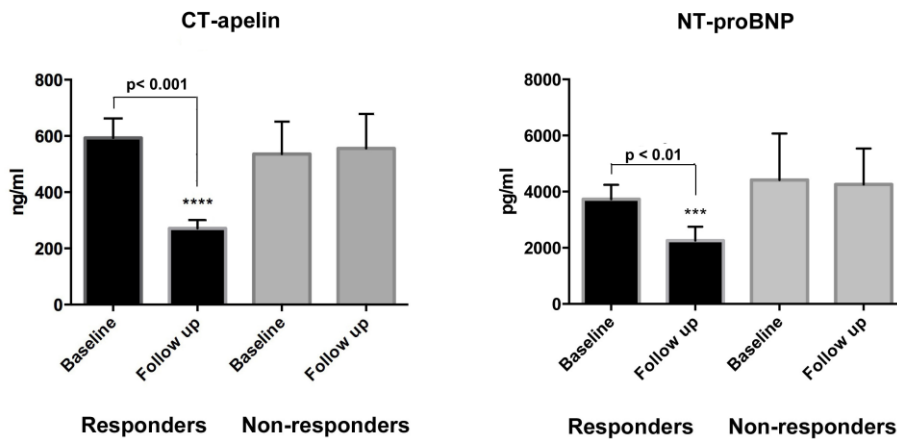 CT-apelin
800
600
400
200
0
ng/ml
p< 0.001
****
Baseline
Follow up
Baseline
Follow up
Responders
Non-responders
NT-proBNP
8000
6000
4000
2000
0
pg/ml
p < 0.01
***
Baseline
Follow up
Baseline
Follow up
Responders
Non-responders